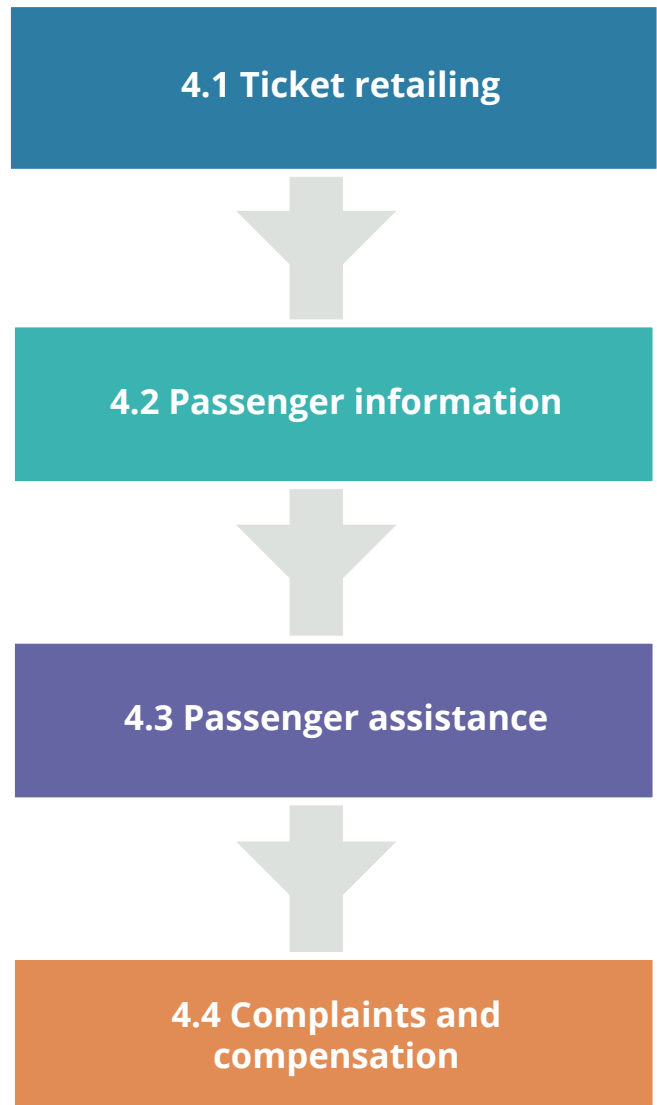 4.1 Ticket retailing
4.2 Passenger information
4.3 Passenger assistance
4.4 Complaints and
compensation